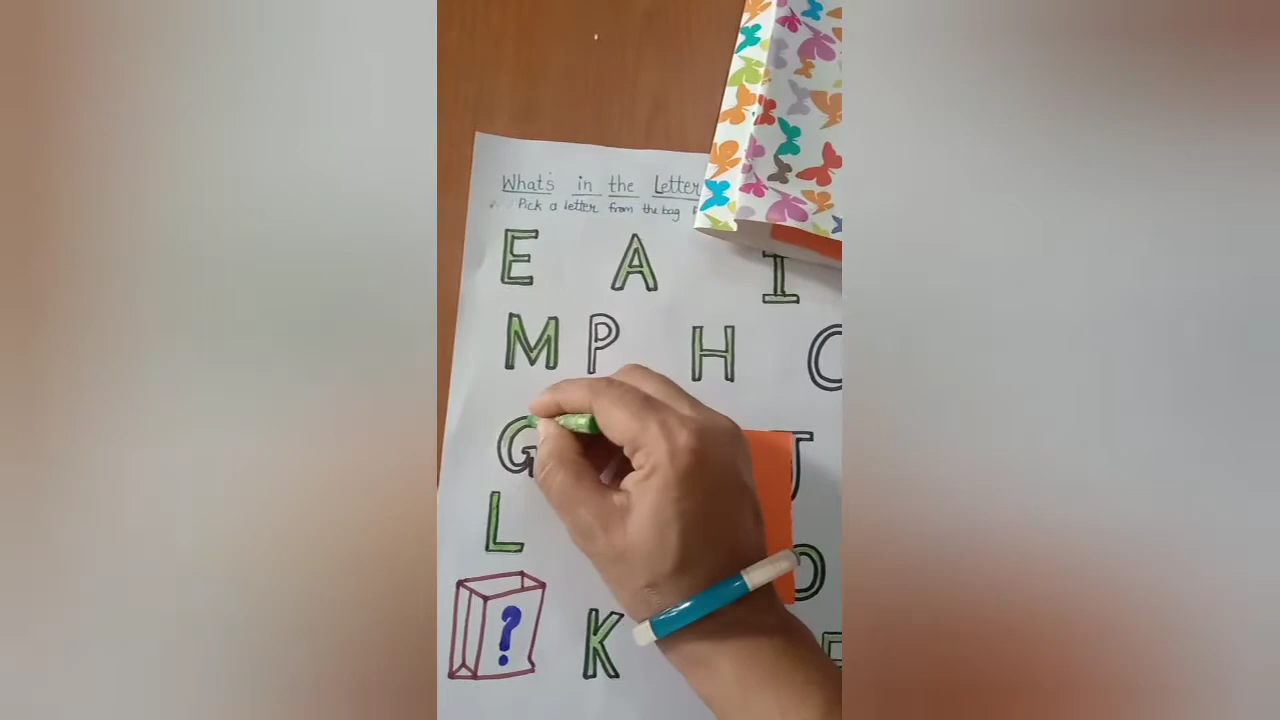 What's in the Letter
Pick a letter from the bag
E A I
M P H
G J
L D
? K